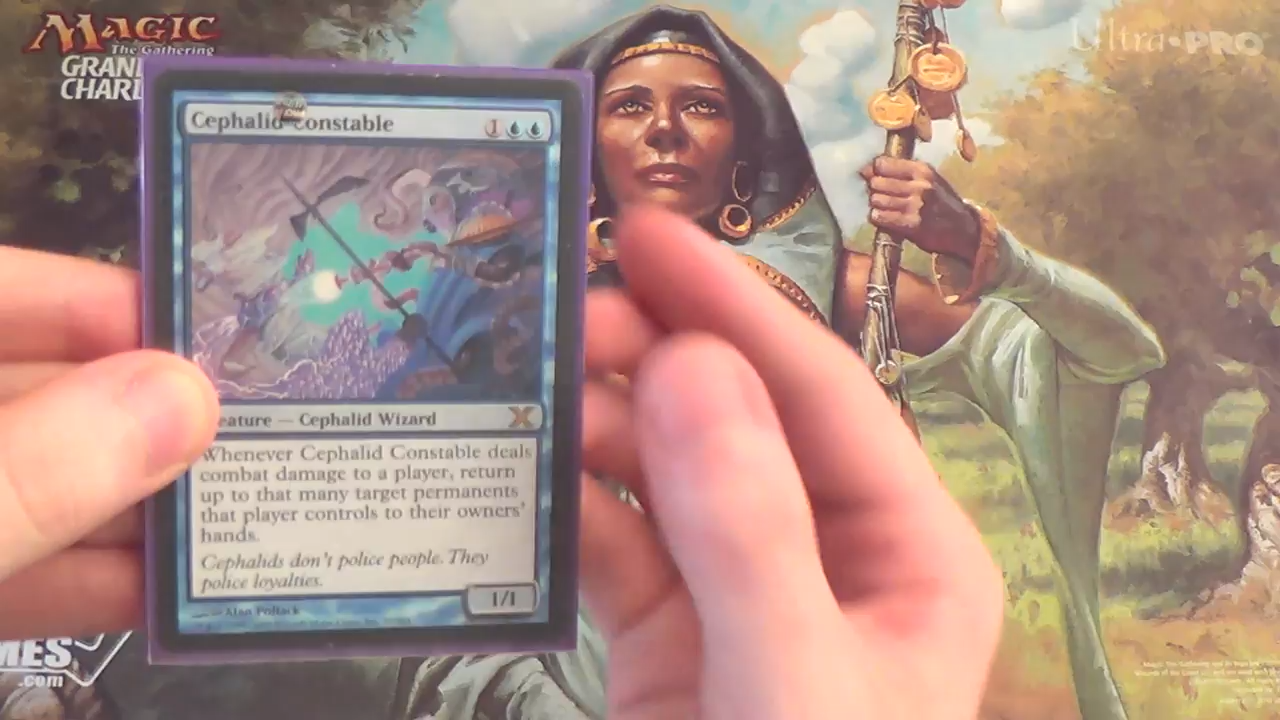 MAGIC
The Gathering
GRAN
CHARL
Ultra•PRO
Cephalid Constable
1
eature — Cephalid Wizard
X
Whenever Cephalid Constable deals
combat damage to a player, return
up to that many target permanents
that player controls to their owners'
hands.
Cephalids don't police people. They
police loyalties.
1/1
Alan Pollack
MES
.com